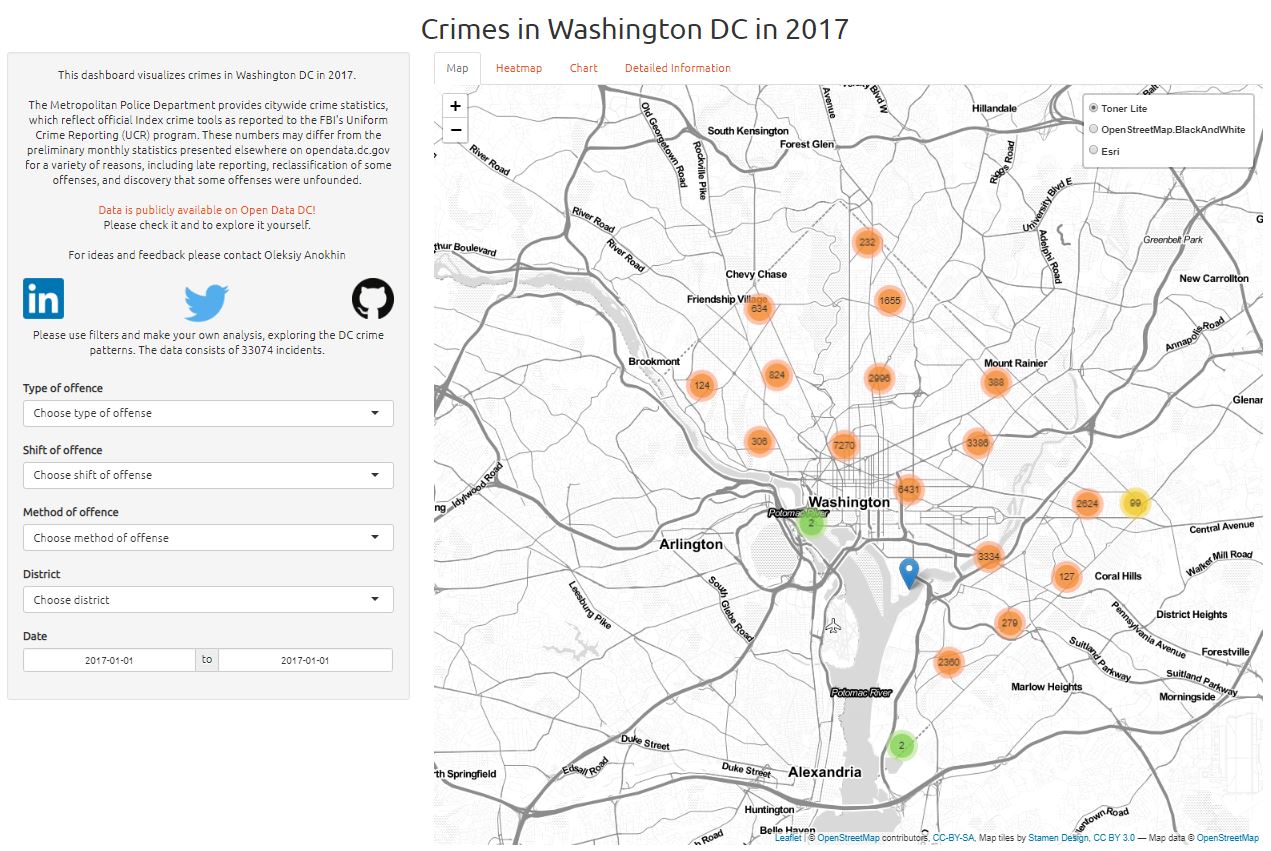 Crimes in Washington DC in 2017
This dashboard visualizes crimes in Washington DC in 2017.
The Metropolitan Police Department provides citywide crime statistics,
which reflect official Index crime tools as reported to the FBI's Uniform
Crime Reporting (UCR) program. These numbers may differ from the
preliminary monthly statistics presented elsewhere on opendata.dc.gov
for a variety of reasons, including late reporting, reclassification of some
offenses, and discovery that some offenses were unfounded.
Data is publicly available on Open Data DC!
Please check it and to explore it yourself.
For ideas and feedback please contact Oleksiy Anokhin
in
Please use filters and make your own analysis, exploring the DC crime
patterns. The data consists of 33074 incidents.
Type of offence
Choose type of offense
Shift of offence
Choose shift of offense
Method of offence
Choose method of offense
District
Choose district
Date
2017-01-01 to 2017-01-01
Map Heatmap Chart Detailed Information
+
−
Toner Lite
OpenStreetMap.BlackAndWhite
Esri
Avenue
Hillandale
South Kensington
Forest Glen
Old Georgetown Road
Rockville Pike
River Road
Riggs Road
University Blvd E
River Road
River Road
Adelphi Road
Greenbelt Park
thur Boulevard
232
Chevy Chase
New Carrollton
Friendship Village
634
1655
Annapolis Road
Brookmont
Mount Rainier
124
824
2996
388
Glenar
306
7270
3386
Idylwood Road
6431
Washington
2624
99
ng
Potomac River
2
Central Avenue
Arlington
3334
Walker Mill Road
127
Coral Hills
Leesburg Pike
South Glebe Road
Pennsylvania Avenue
District Heights
279
Suitland Parkway
Forestville
2360
Suitland Parkway
Marlow Heights
Morningside
Potomac River
Duke Street
2
Edsall Road
Duke Street
Alexandria
rth Springfield
Huntington
Belle Haven
h Road
lentown Road
Leaflet | © OpenStreetMap contributors, CC-BY-SA, Map tiles by Stamen Design, CC BY 3.0 — Map data © OpenStreetMap